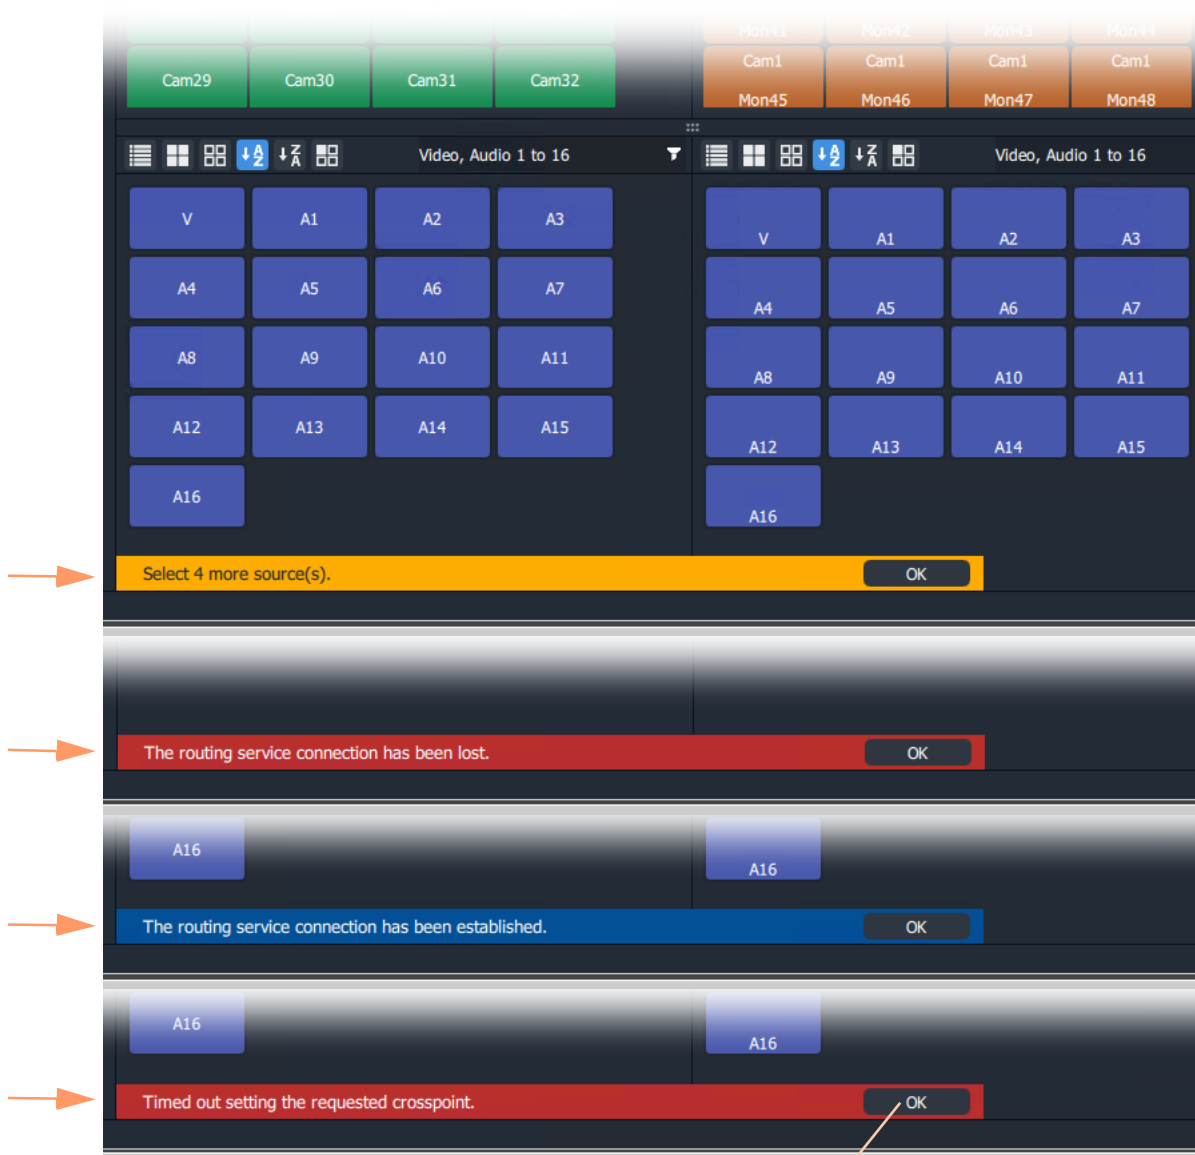 Mon41 Mon42 Mon43 Mon44
Cam29 Cam30 Cam31 Cam32
Cam1 Cam1 Cam1 Cam1
Mon45 Mon46 Mon47 Mon48
Video, Audio 1 to 16
Video, Audio 1 to 16
V A1 A2 A3
V A1 A2 A3
A4 A5 A6 A7
A4 A5 A6 A7
A8 A9 A10 A11
A8 A9 A10 A11
A12 A13 A14 A15
A12 A13 A14 A15
A16
A16
Select 4 more source(s). OK
The routing service connection has been lost. OK
A16
A16
The routing service connection has been established. OK
A16
A16
Timed out setting the requested crosspoint. OK